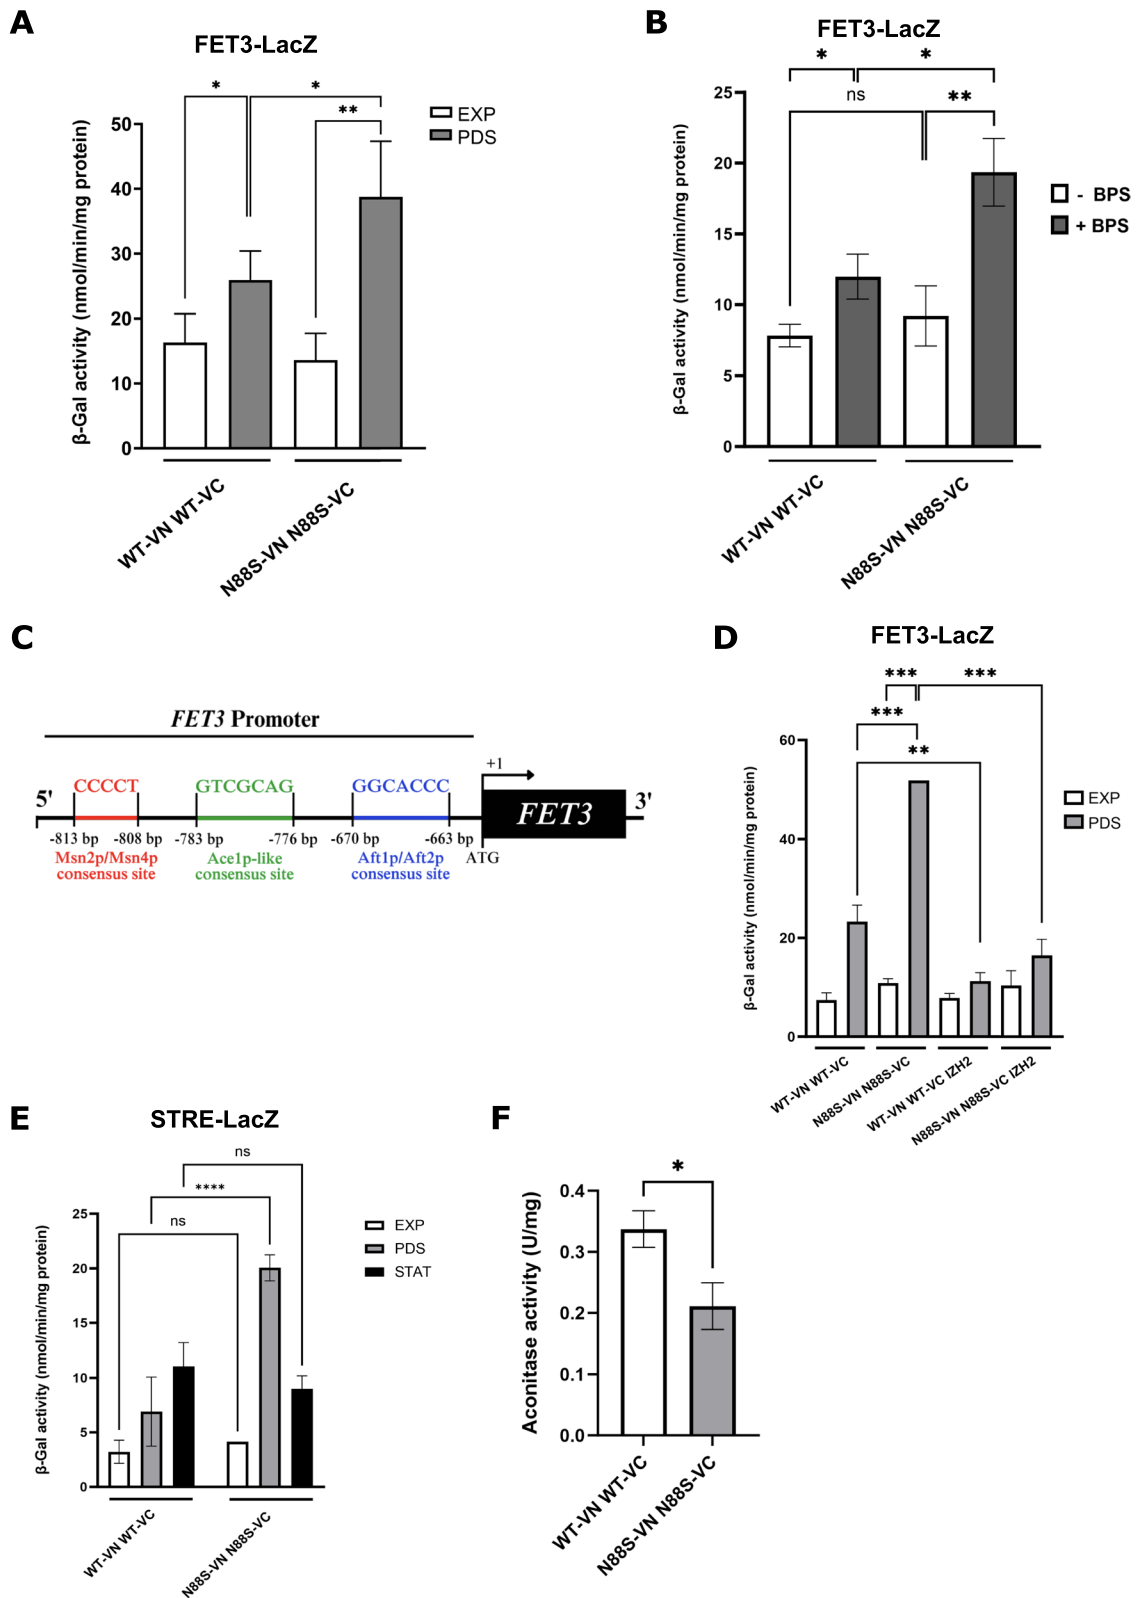 A
FET3-LacZ
*
*
**
EXP
PDS
β-Gal activity (nmol/min/mg protein)
50
40
30
20
10
0
WT-VN WT-VC
N88S-VN N88S-VC
B
FET3-LacZ
*
*
ns
**
- BPS
+ BPS
β-Gal activity (nmol/min/mg protein)
25
20
15
10
5
0
WT-VN WT-VC
N88S-VN N88S-VC
C
FET3 Promoter
+1
CCCCT
GTCGCAG
GGCACCC
5'
FET3
3'
-813 bp
-808 bp
-783 bp
-776 bp
-670 bp
-663 bp
ATG
Msn2p/Msn4p
consensus site
Ace1p-like
consensus site
Aft1p/Aft2p
consensus site
D
FET3-LacZ
***
***
***
**
EXP
PDS
β-Gal activity (nmol/min/mg protein)
60
40
20
0
WT-VN WT-VC
N88S-VN N88S-VC
WT-VN WT-VC IZH2
N88S-VN N88S-VC IZH2
E
STRE-LacZ
ns
****
ns
EXP
PDS
STAT
β-Gal activity (nmol/min/mg protein)
25
20
15
10
5
0
WT-VN WT-VC
N88S-VN N88S-VC
F
*
Aconitase activity (U/mg)
0.4
0.3
0.2
0.1
0.0
WT-VN WT-VC
N88S-VN N88S-VC